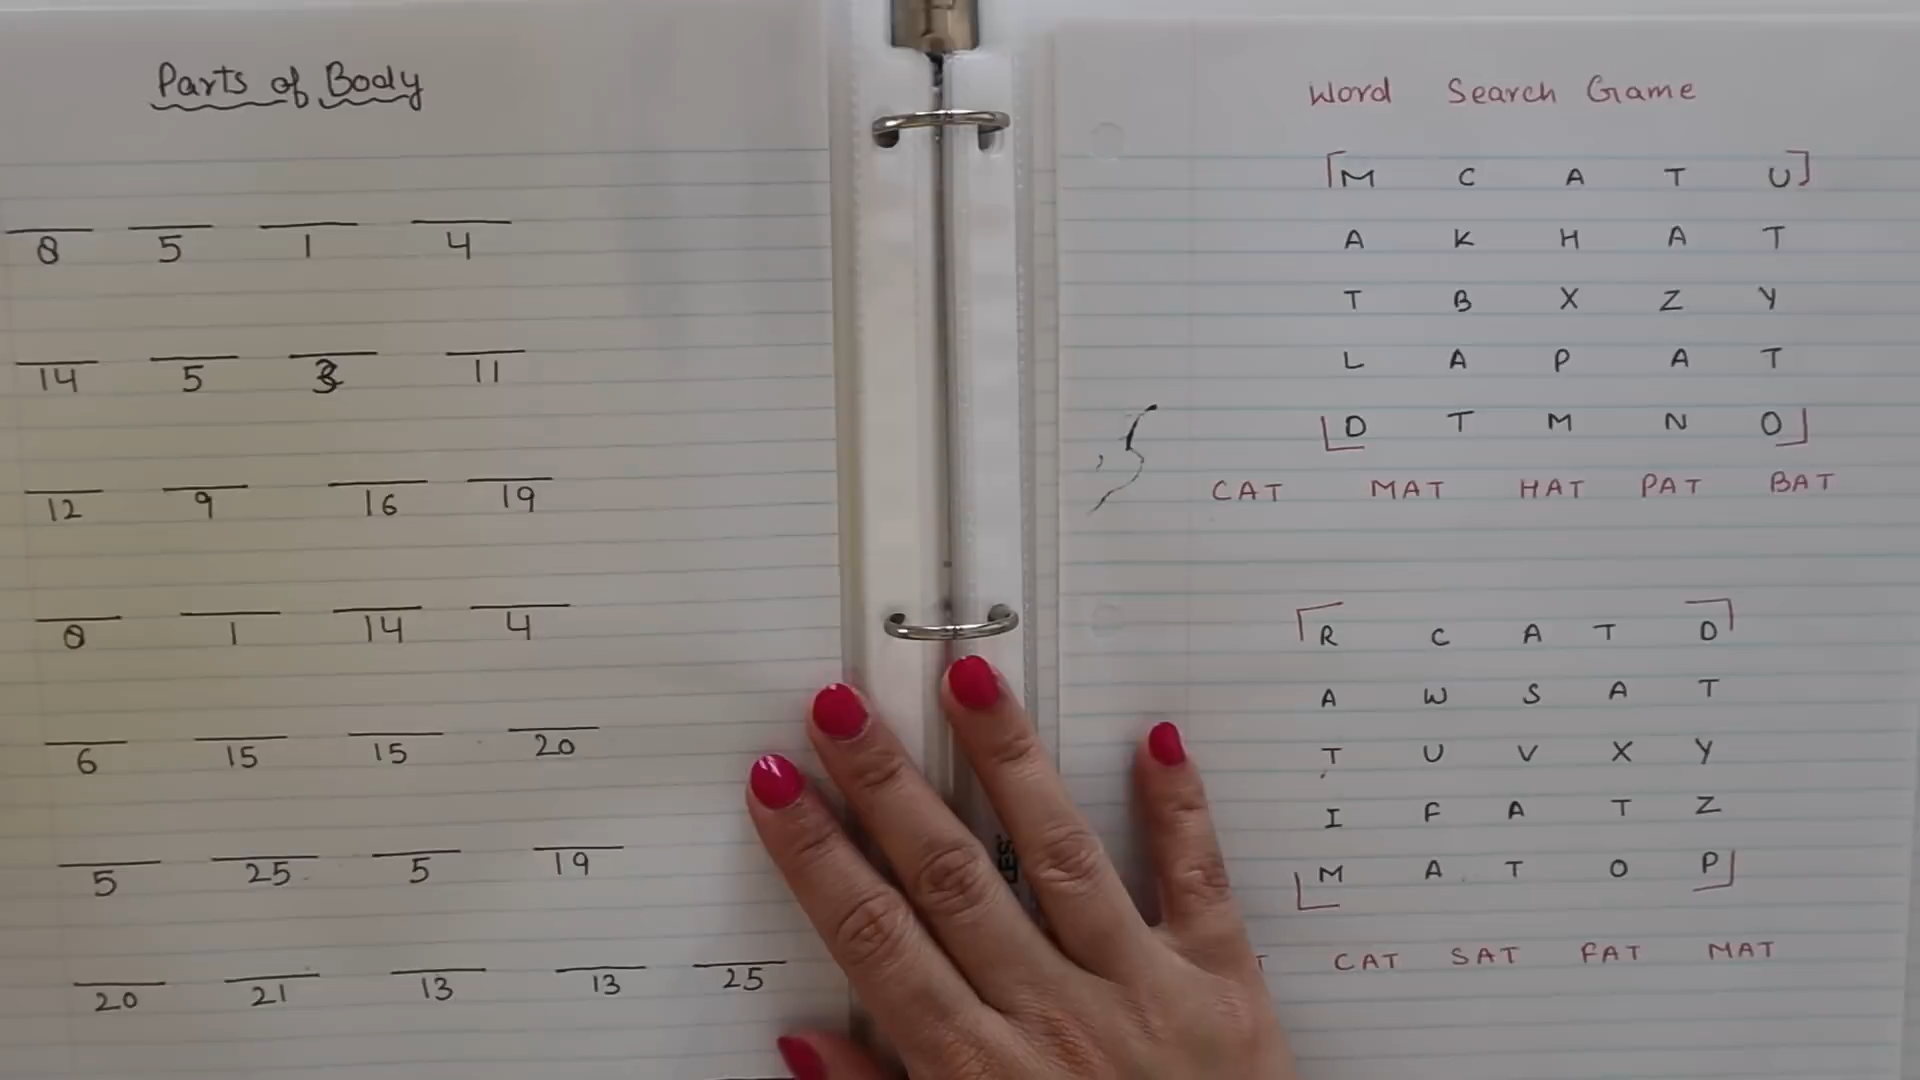 Parts of Body
8 5 1 4
14 5 3 11
12 9 16 19
8 1 14 4
6 15 15 20
5 25 5 19
20 21 13 13 25
Word Search Game
M C A T U
A K H A T
T B X Z Y
L A P A T
D T M N O
CAT MAT HAT PAT BAT
R C A T D
A W S A T
T U V X Y
I F A T Z
M A T O P
CAT SAT FAT MAT